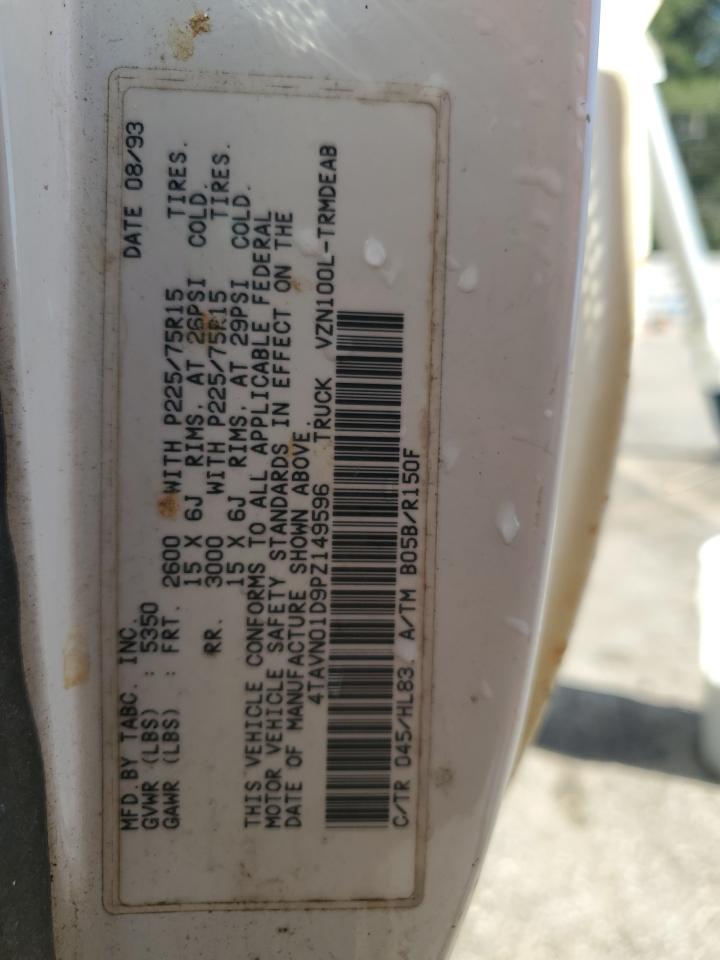 MFD.BY TABC. INC. DATE 08/93
GVWR (LBS) : 5350
GAWR (LBS) : FRT. 2600 WITH P225/75R15 TIRES.
15 X 6J RIMS, AT 26PSI COLD.
RR. 3000 WITH P225/75R15 TIRES.
15 X 6J RIMS, AT 29PSI COLD.
THIS VEHICLE CONFORMS TO ALL APPLICABLE FEDERAL
MOTOR VEHICLE SAFETY STANDARDS IN EFFECT ON THE
DATE OF MANUFACTURE SHOWN ABOVE.
4TAVN01D9PZ149596 TRUCK VZN100L-TRMDEAB
C/TR 045/HL83. A/TM B05B/R150F